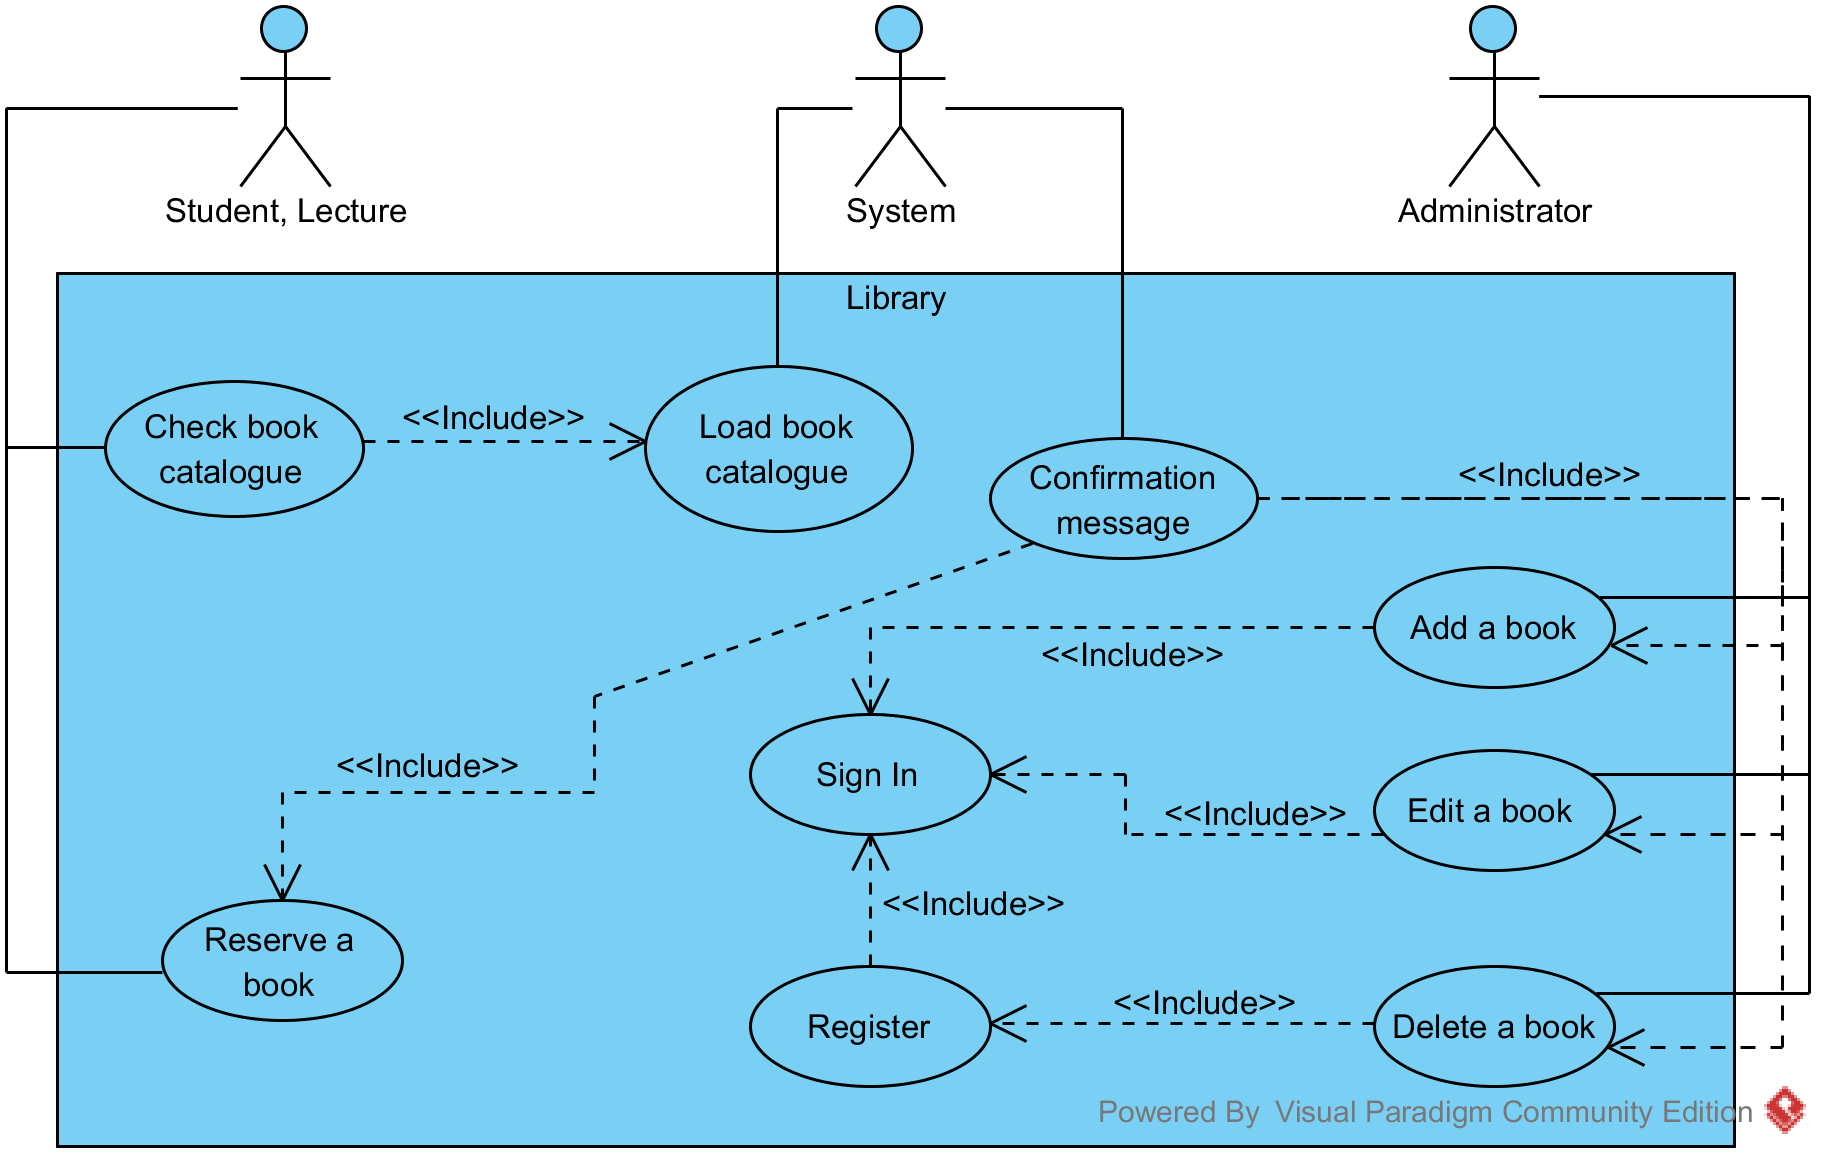 Student, Lecture
System
Administrator
Library
Check book
catalogue
<<Include>>
Load book
catalogue
Confirmation
message
<<Include>>
Add a book
<<Include>>
<<Include>>
Sign In
<<Include>>
Edit a book
<<Include>>
Reserve a
book
Register
<<Include>>
Delete a book
Powered By Visual Paradigm Community Edition